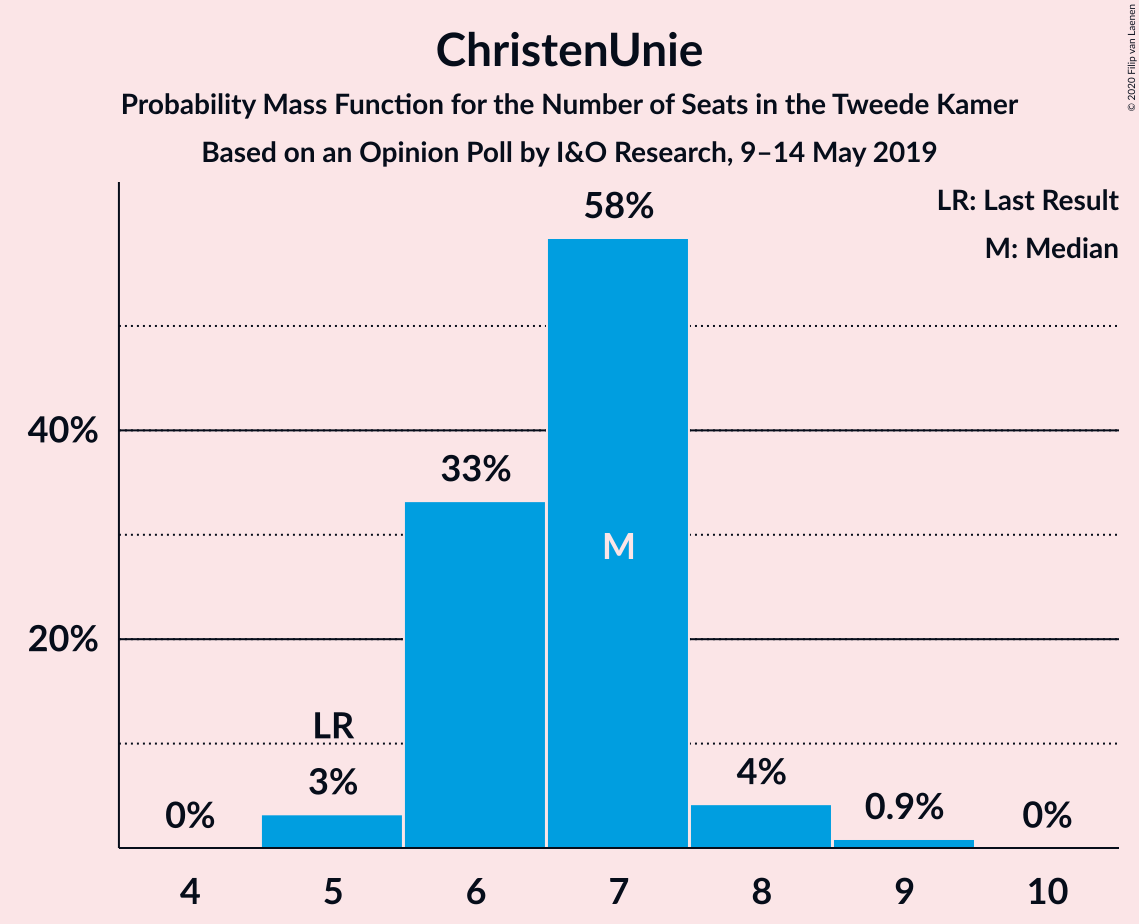 ChristenUnie
Probability Mass Function for the Number of Seats in the Tweede Kamer
Based on an Opinion Poll by I&O Research, 9–14 May 2019
© 2020 Filip van Laenen
LR: Last Result
M: Median
58%
40%
33%
M
20%
LR
3%
4%
0%
0.9%
0%
4
5
6
7
8
9
10